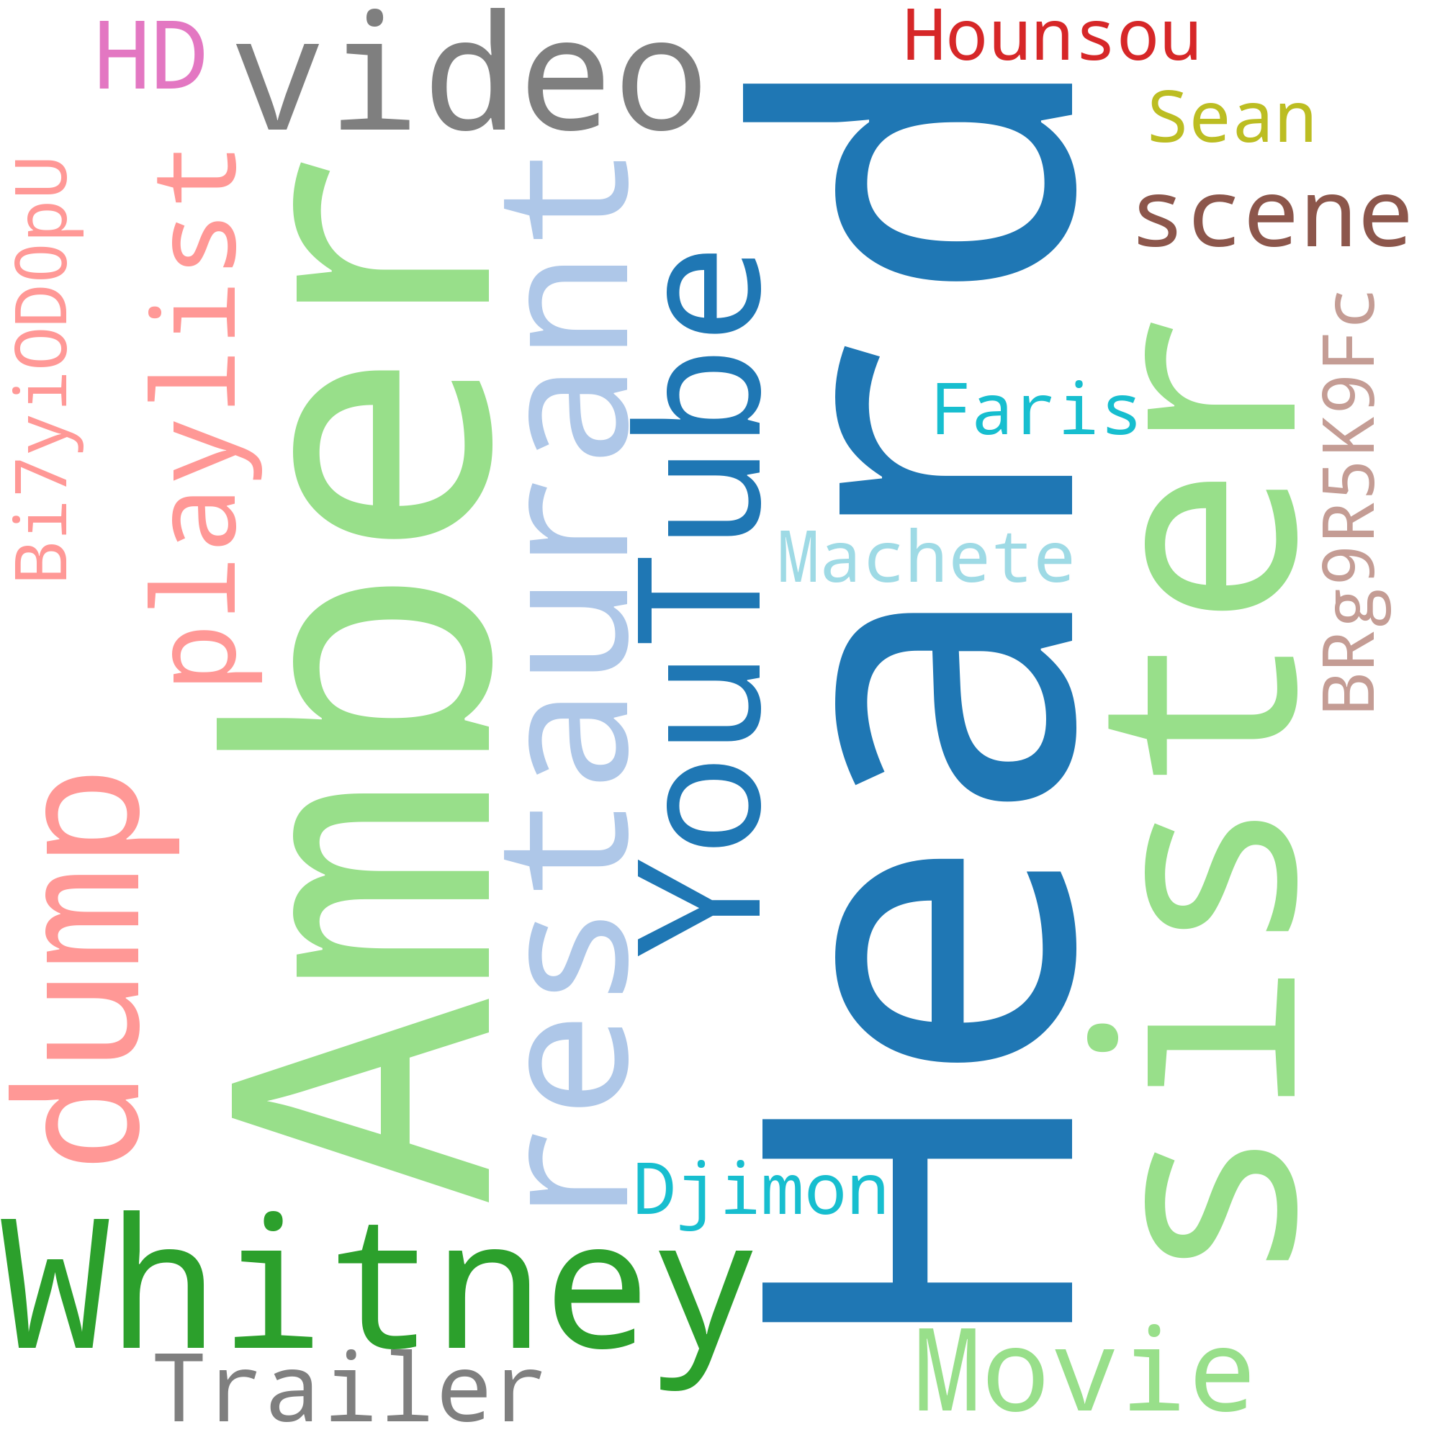 HD
video
Hounsou
Sean
scene
Bi7yiOD0pU
playlist
Amber
restaurant
YouTube
Heard
Faris
Machete
sister
BRg9R5K9Fc
dump
Djimon
Whitney
Trailer
Movie